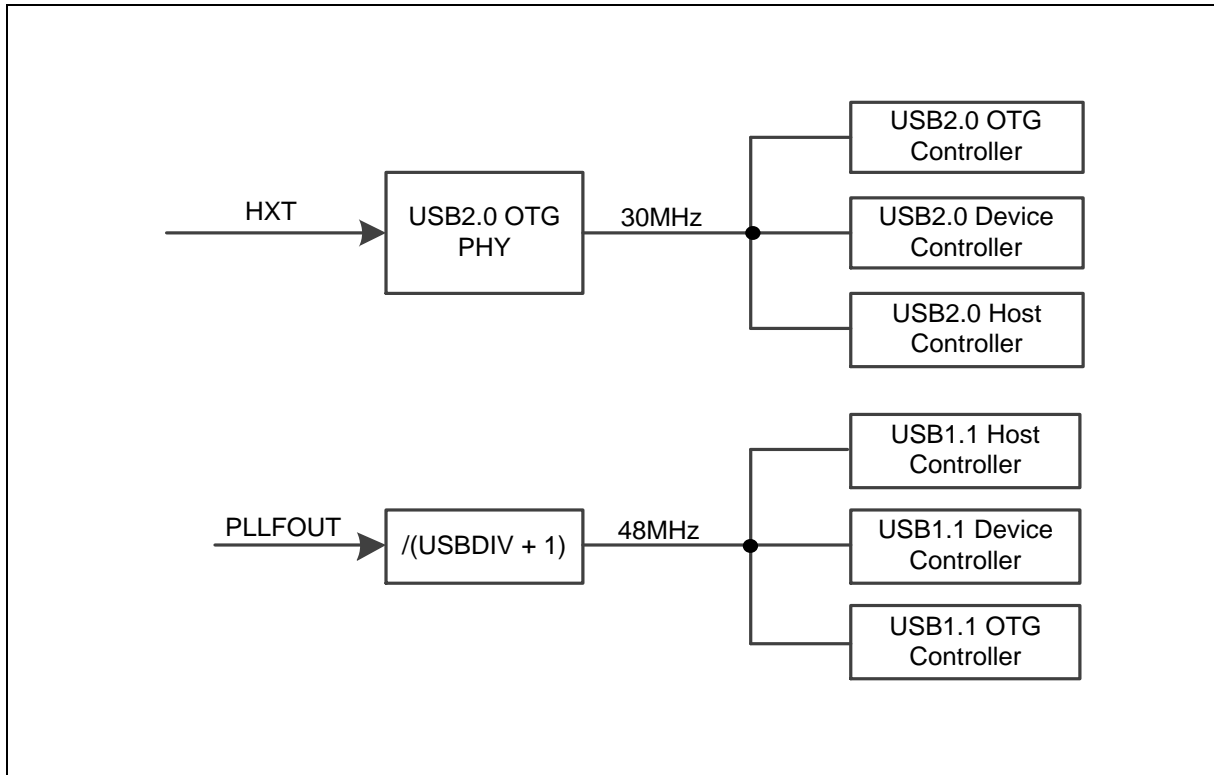 HXT
USB2.0 OTG
PHY
30MHz
USB2.0 OTG
Controller
USB2.0 Device
Controller
USB2.0 Host
Controller
PLLFOUT
/(USBDIV + 1)
48MHz
USB1.1 Host
Controller
USB1.1 Device
Controller
USB1.1 OTG
Controller